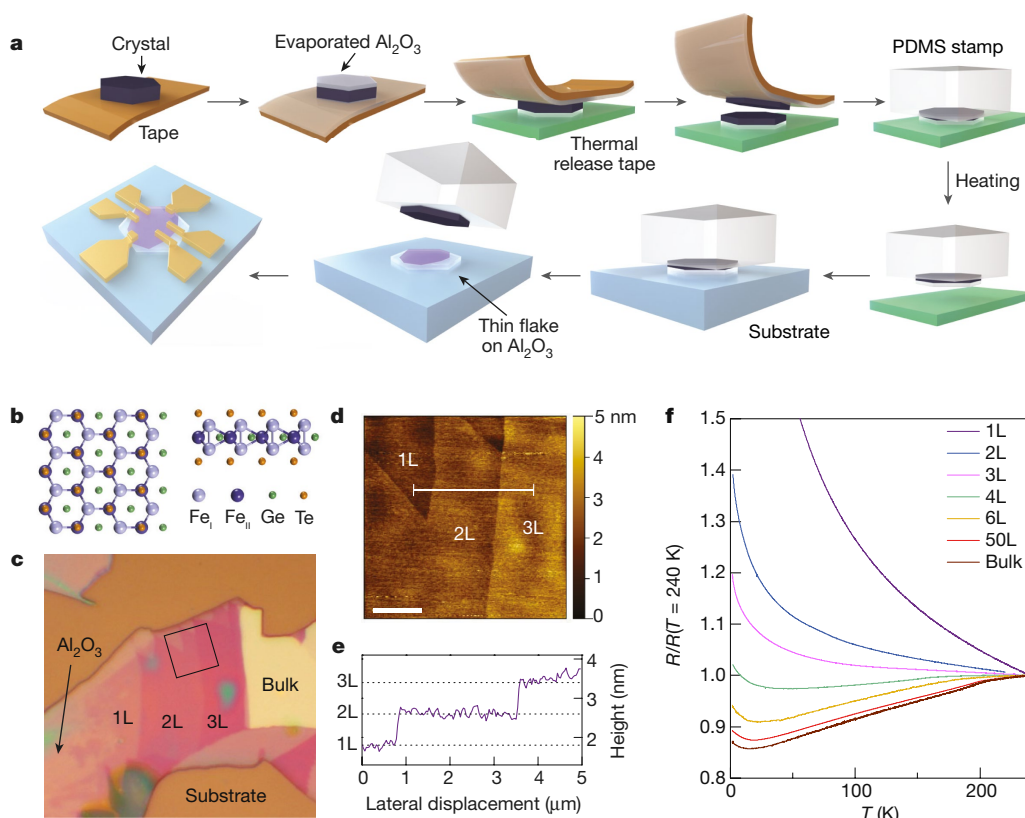 a
Crystal
Tape
Evaporated Al₂O₃
Thermal
release tape
PDMS stamp
Heating
Substrate
Thin flake
on Al₂O₃
b
Fe_I Fe_II Ge Te
c
Al₂O₃
1L 2L 3L
Bulk
Substrate
d
1L
2L
3L
5 nm
4
3
2
1
0
e
3L
2L
1L
4
3
2
Height (nm)
0 1 2 3 4 5
Lateral displacement (μm)
f
1.5
1.4
1.3
1.2
1.1
1.0
0.9
0.8
R/R(T = 240 K)
1L
2L
3L
4L
6L
50L
Bulk
0 100 200
T (K)